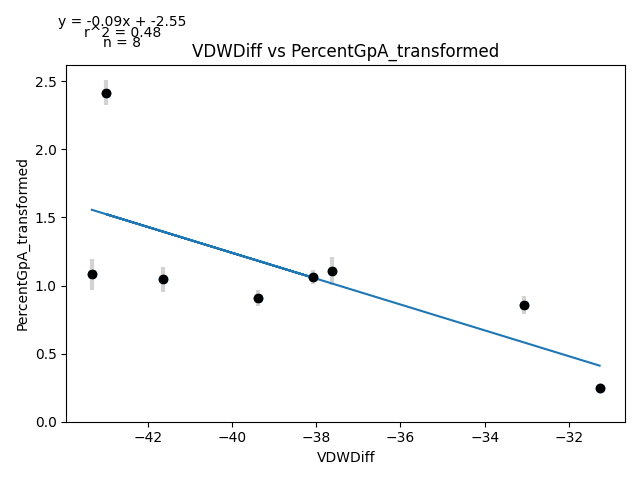 y = -0.09x + -2.55
r^2 = 0.48
n = 8
VDWDiff vs PercentGpA_transformed
2.5
2.0
1.5
1.0
0.5
0.0
PercentGpA_transformed
−42 −40 −38 −36 −34 −32
VDWDiff